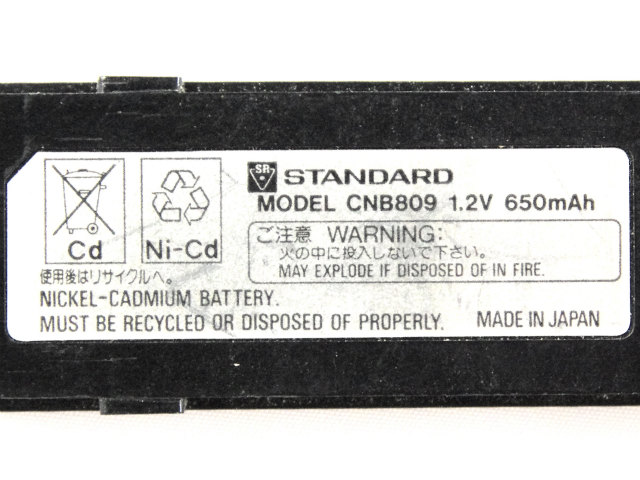 SR STANDARD
MODEL CNB809 1.2V 650mAh
Cd
Ni-Cd
ご注意 WARNING:
火の中に投入しないで下さい。
MAY EXPLODE IF DISPOSED OF IN FIRE.
使用後はリサイクルへ。
NICKEL-CADMIUM BATTERY.
MUST BE RECYCLED OR DISPOSED OF PROPERLY.
MADE IN JAPAN